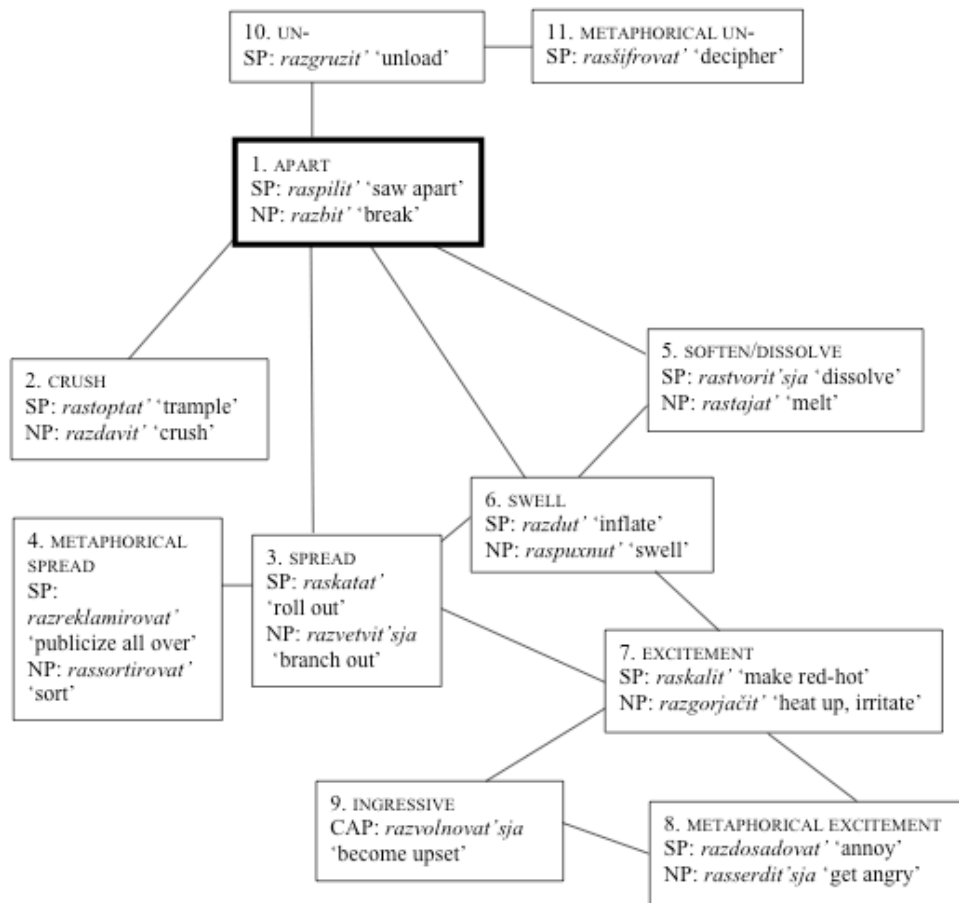 10. UN-
SP: razgruzit’ ‘unload’
11. METAPHORICAL UN-
SP: rasšifrovat’ ‘decipher’
1. APART
SP: raspilit’ ‘saw apart’
NP: razbit’ ‘break’
2. CRUSH
SP: rastoptat’ ‘trample’
NP: razdavit’ ‘crush’
5. SOFTEN/DISSOLVE
SP: rastvorit’sja ‘dissolve’
NP: rastajat’ ‘melt’
6. SWELL
SP: razdut’ ‘inflate’
NP: raspuxnut’ ‘swell’
4. METAPHORICAL
SPREAD
SP:
razreklamirovat’
‘publicize all over’
NP: rassortirovat’
‘sort’
3. SPREAD
SP: raskatat’
‘roll out’
NP: razvetvit’sja
‘branch out’
7. EXCITEMENT
SP: raskalit’ ‘make red-hot’
NP: razgorjačit’ ‘heat up, irritate’
9. INGRESSIVE
CAP: razvolnovat’sja
‘become upset’
8. METAPHORICAL EXCITEMENT
SP: razdosadovat’ ‘annoy’
NP: rasserdit’sja ‘get angry’